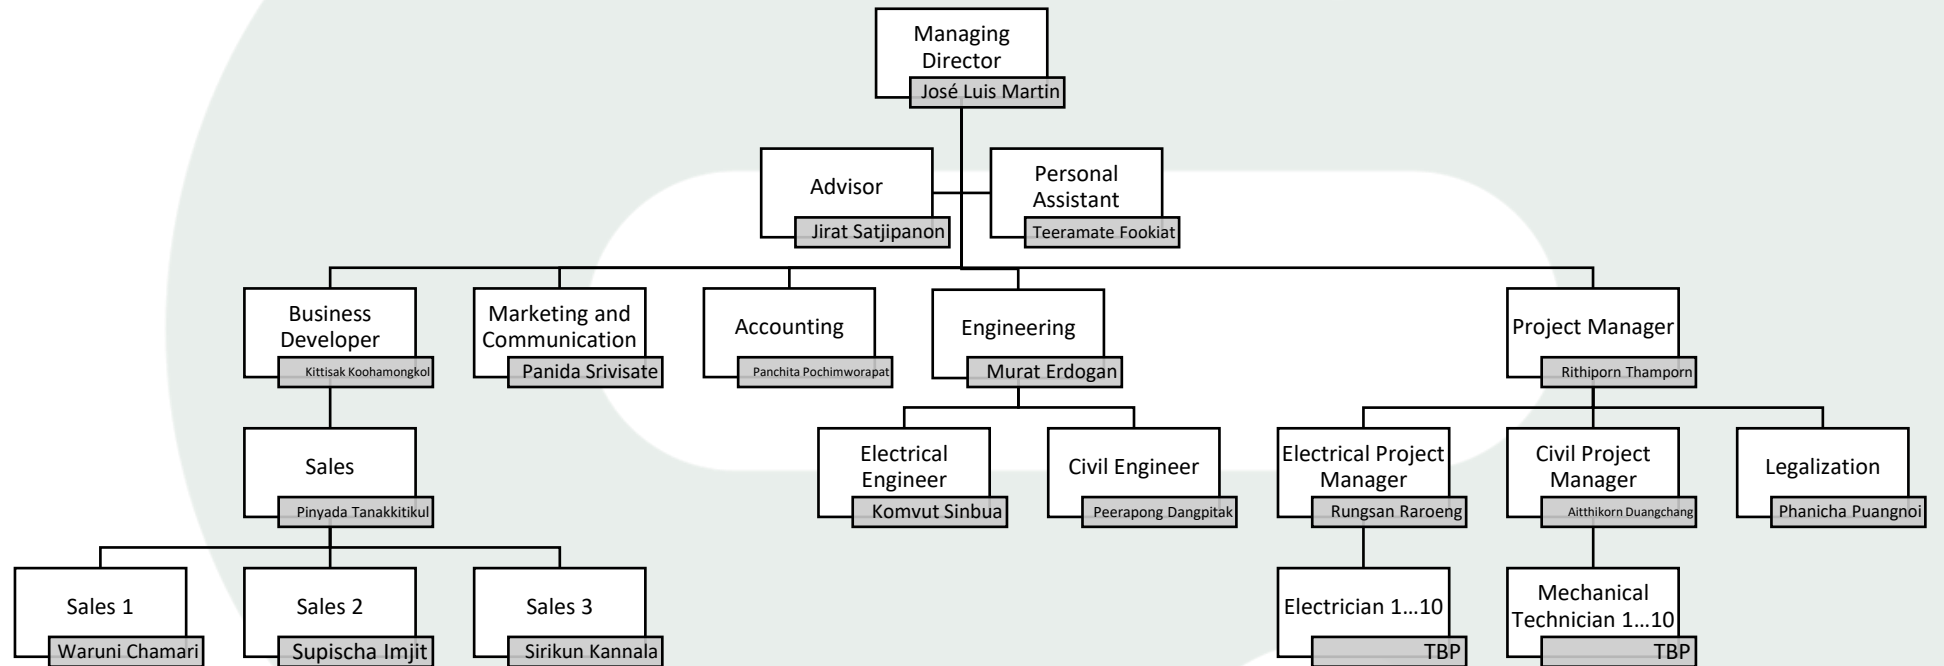 Managing
Director
José Luis Martin
Advisor
Jirat Satjipanon
Personal
Assistant
Teeramate Fookiat
Business
Developer
Kittisak Koohamongkol
Marketing and
Communication
Panida Srivisate
Accounting
Panchita Pochimworapat
Engineering
Murat Erdogan
Project Manager
Rithiporn Thamporn
Sales
Pinyada Tanakkitikul
Electrical
Engineer
Komvut Sinbua
Civil Engineer
Peerapong Dangpitak
Electrical Project
Manager
Rungsan Raroeng
Civil Project
Manager
Aitthikorn Duangchang
Legalization
Phanicha Puangnoi
Sales 1
Waruni Chamari
Sales 2
Supischa Imjit
Sales 3
Sirikun Kannala
Electrician 1...10
TBP
Mechanical
Technician 1...10
TBP